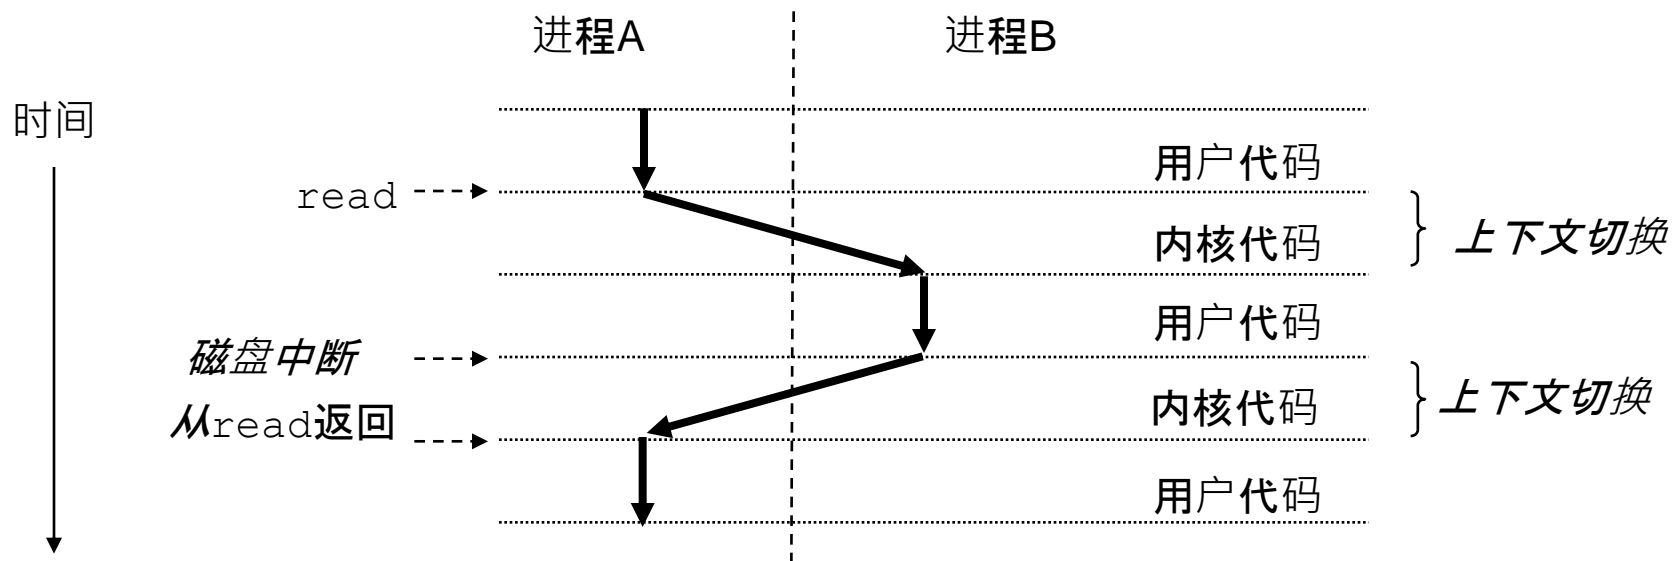 进程A
进程B
时间
用户代码
read
内核代码
上下文切换
用户代码
磁盘中断
从read返回
内核代码
上下文切换
用户代码